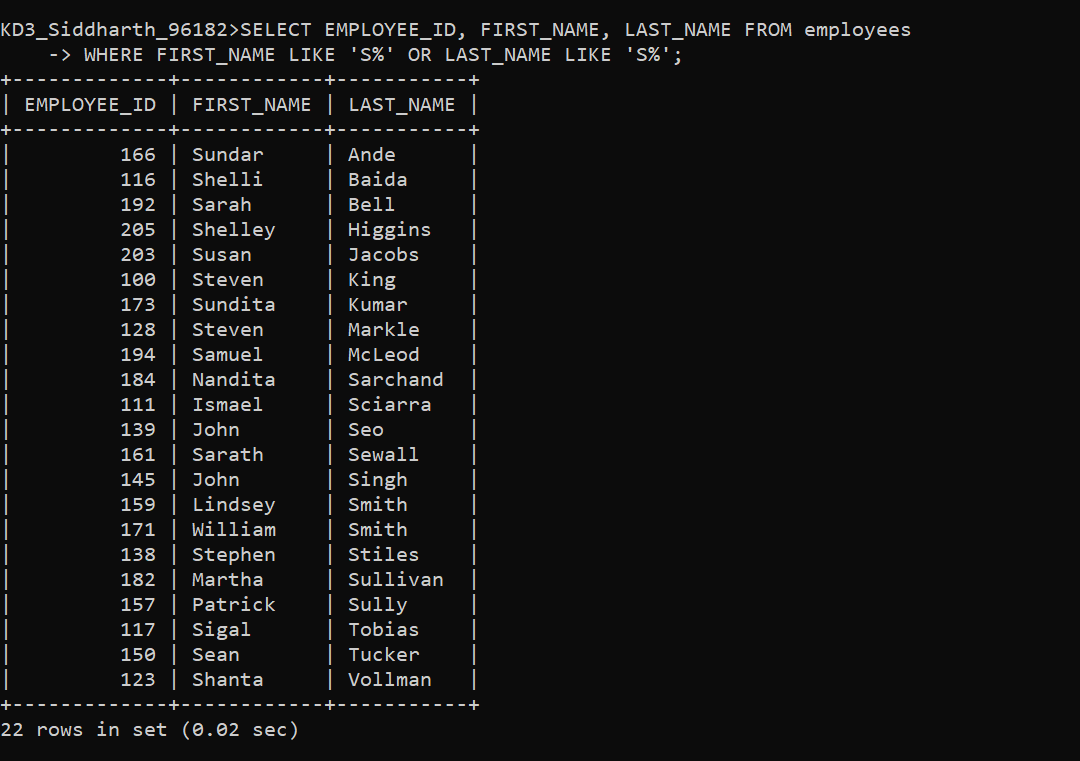 KD3_Siddharth_96182>SELECT EMPLOYEE_ID, FIRST_NAME, LAST_NAME FROM employees
    -> WHERE FIRST_NAME LIKE 'S%' OR LAST_NAME LIKE 'S%';
+-------------+------------+-----------+
| EMPLOYEE_ID | FIRST_NAME | LAST_NAME |
+-------------+------------+-----------+
|         166 | Sundar     | Ande      |
|         116 | Shelli     | Baida     |
|         192 | Sarah      | Bell      |
|         205 | Shelley    | Higgins   |
|         203 | Susan      | Jacobs    |
|         100 | Steven     | King      |
|         173 | Sundita    | Kumar     |
|         128 | Steven     | Markle    |
|         194 | Samuel     | McLeod    |
|         184 | Nandita    | Sarchand  |
|         111 | Ismael     | Sciarra   |
|         139 | John       | Seo       |
|         161 | Sarath     | Sewall    |
|         145 | John       | Singh     |
|         159 | Lindsey    | Smith     |
|         171 | William    | Smith     |
|         138 | Stephen    | Stiles    |
|         182 | Martha     | Sullivan  |
|         157 | Patrick    | Sully     |
|         117 | Sigal      | Tobias    |
|         150 | Sean       | Tucker    |
|         123 | Shanta     | Vollman   |
+-------------+------------+-----------+
22 rows in set (0.02 sec)